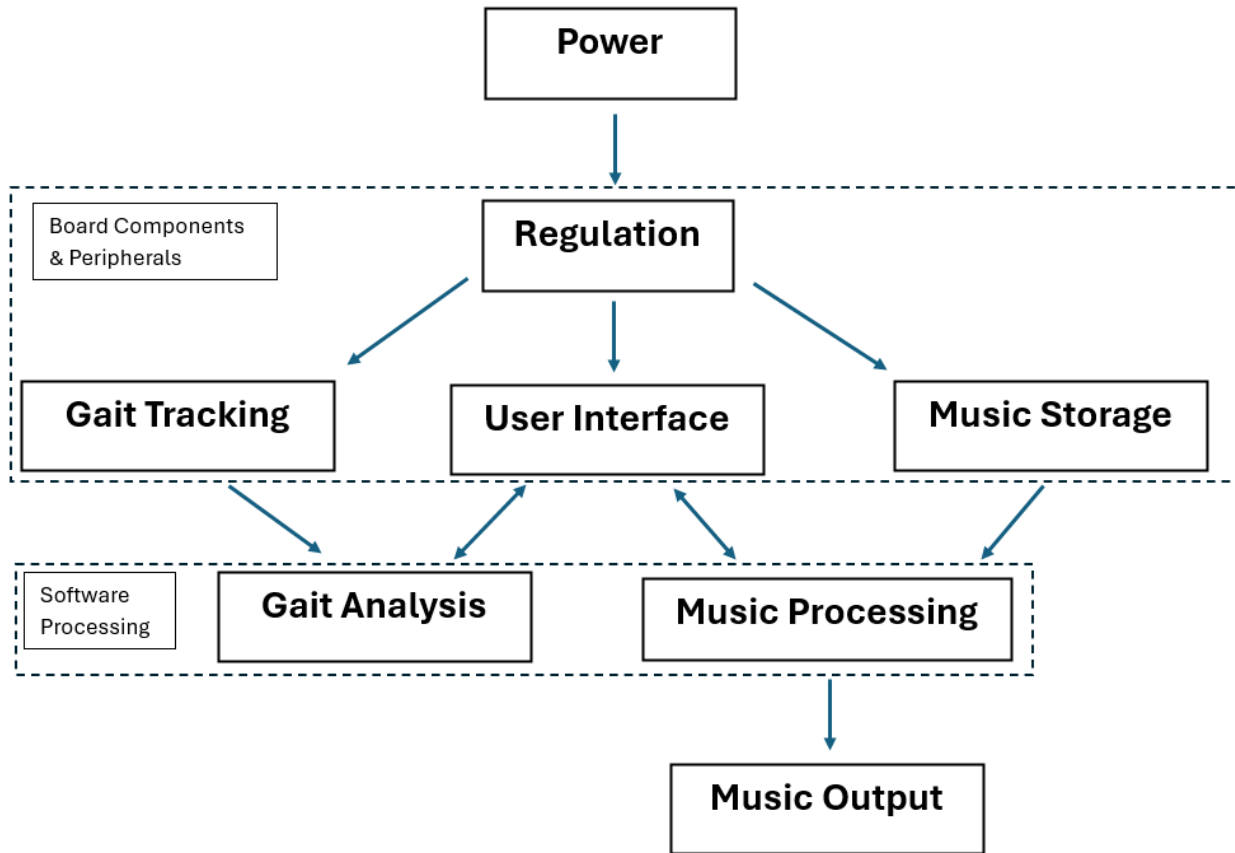 Power
Board Components
& Peripherals
Regulation
Gait Tracking
User Interface
Music Storage
Software
Processing
Gait Analysis
Music Processing
Music Output